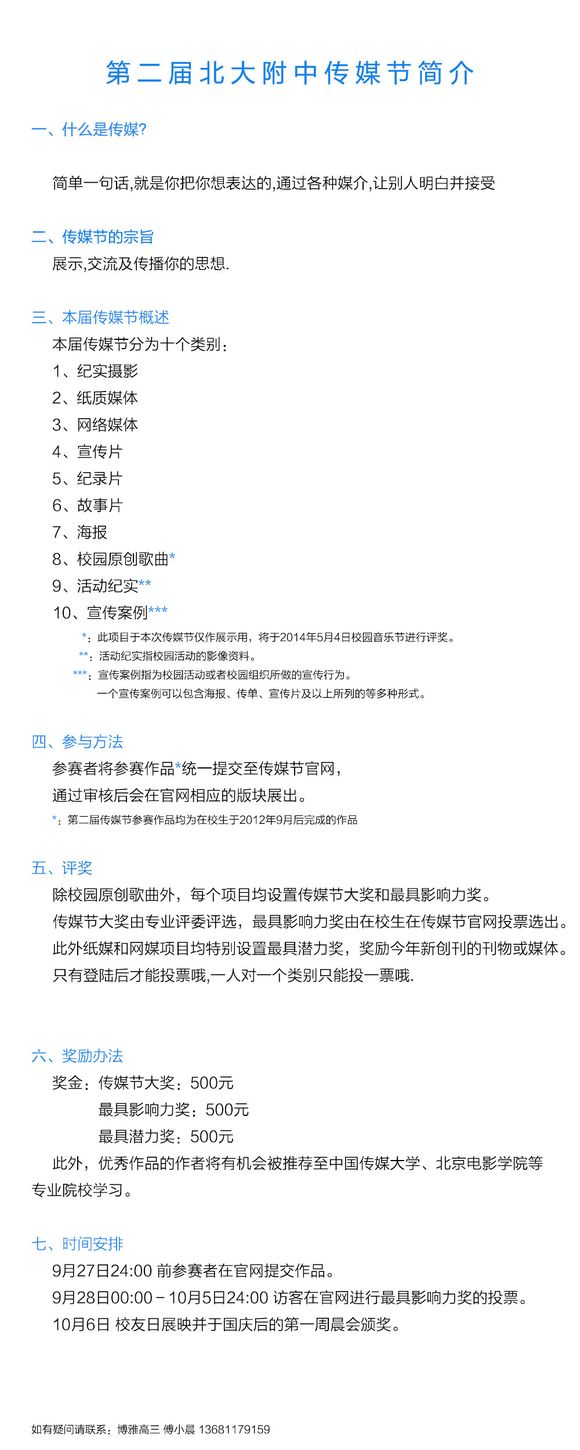 第二届北大附中传媒节简介
一、什么是传媒?
简单一句话,就是你把你想表达的,通过各种媒介,让别人明白并接受
二、传媒节的宗旨
展示,交流及传播你的思想.
三、本届传媒节概述
本届传媒节分为十个类别：
1、纪实摄影
2、纸质媒体
3、网络媒体
4、宣传片
5、纪录片
6、故事片
7、海报
8、校园原创歌曲*
9、活动纪实**
10、宣传案例***
*：此项目于本次传媒节仅作展示用，将于2014年5月4日校园音乐节进行评奖。
**：活动纪实指校园活动的影像资料。
***：宣传案例指为校园活动或者校园组织所做的宣传行为。
一个宣传案例可以包含海报、传单、宣传片及以上所列的等多种形式。
四、参与方法
参赛者将参赛作品*统一提交至传媒节官网，
通过审核后会在官网相应的版块展出。
*：第二届传媒节参赛作品均为在校生于2012年9月后完成的作品
五、评奖
除校园原创歌曲外，每个项目均设置传媒节大奖和最具影响力奖。
传媒节大奖由专业评委评选，最具影响力奖由在校生在传媒节官网投票选出。
此外纸媒和网媒项目均特别设置最具潜力奖，奖励今年新创刊的刊物或媒体。
只有登陆后才能投票哦,一人对一个类别只能投一票哦.
六、奖励办法
奖金：传媒节大奖：500元
最具影响力奖：500元
最具潜力奖：500元
此外，优秀作品的作者将有机会被推荐至中国传媒大学、北京电影学院等
专业院校学习。
七、时间安排
9月27日24:00 前参赛者在官网提交作品。
9月28日00:00－10月5日24:00 访客在官网进行最具影响力奖的投票。
10月6日 校友日展映并于国庆后的第一周晨会颁奖。
如有疑问请联系：博雅高三 傅小晨 13681179159